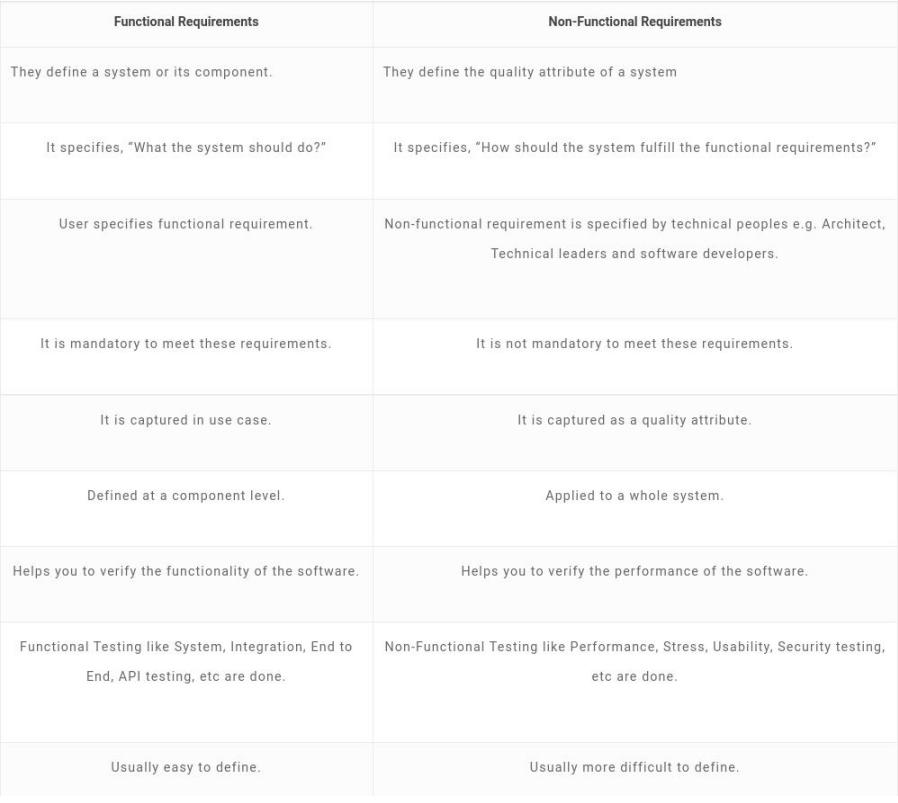 Functional Requirements
Non-Functional Requirements
They define a system or its component.
They define the quality attribute of a system
It specifies, “What the system should do?”
It specifies, “How should the system fulfill the functional requirements?”
User specifies functional requirement.
Non-functional requirement is specified by technical peoples e.g. Architect,
Technical leaders and software developers.
It is mandatory to meet these requirements.
It is not mandatory to meet these requirements.
It is captured in use case.
It is captured as a quality attribute.
Defined at a component level.
Applied to a whole system.
Helps you to verify the functionality of the software.
Helps you to verify the performance of the software.
Functional Testing like System, Integration, End to
End, API testing, etc are done.
Non-Functional Testing like Performance, Stress, Usability, Security testing,
etc are done.
Usually easy to define.
Usually more difficult to define.